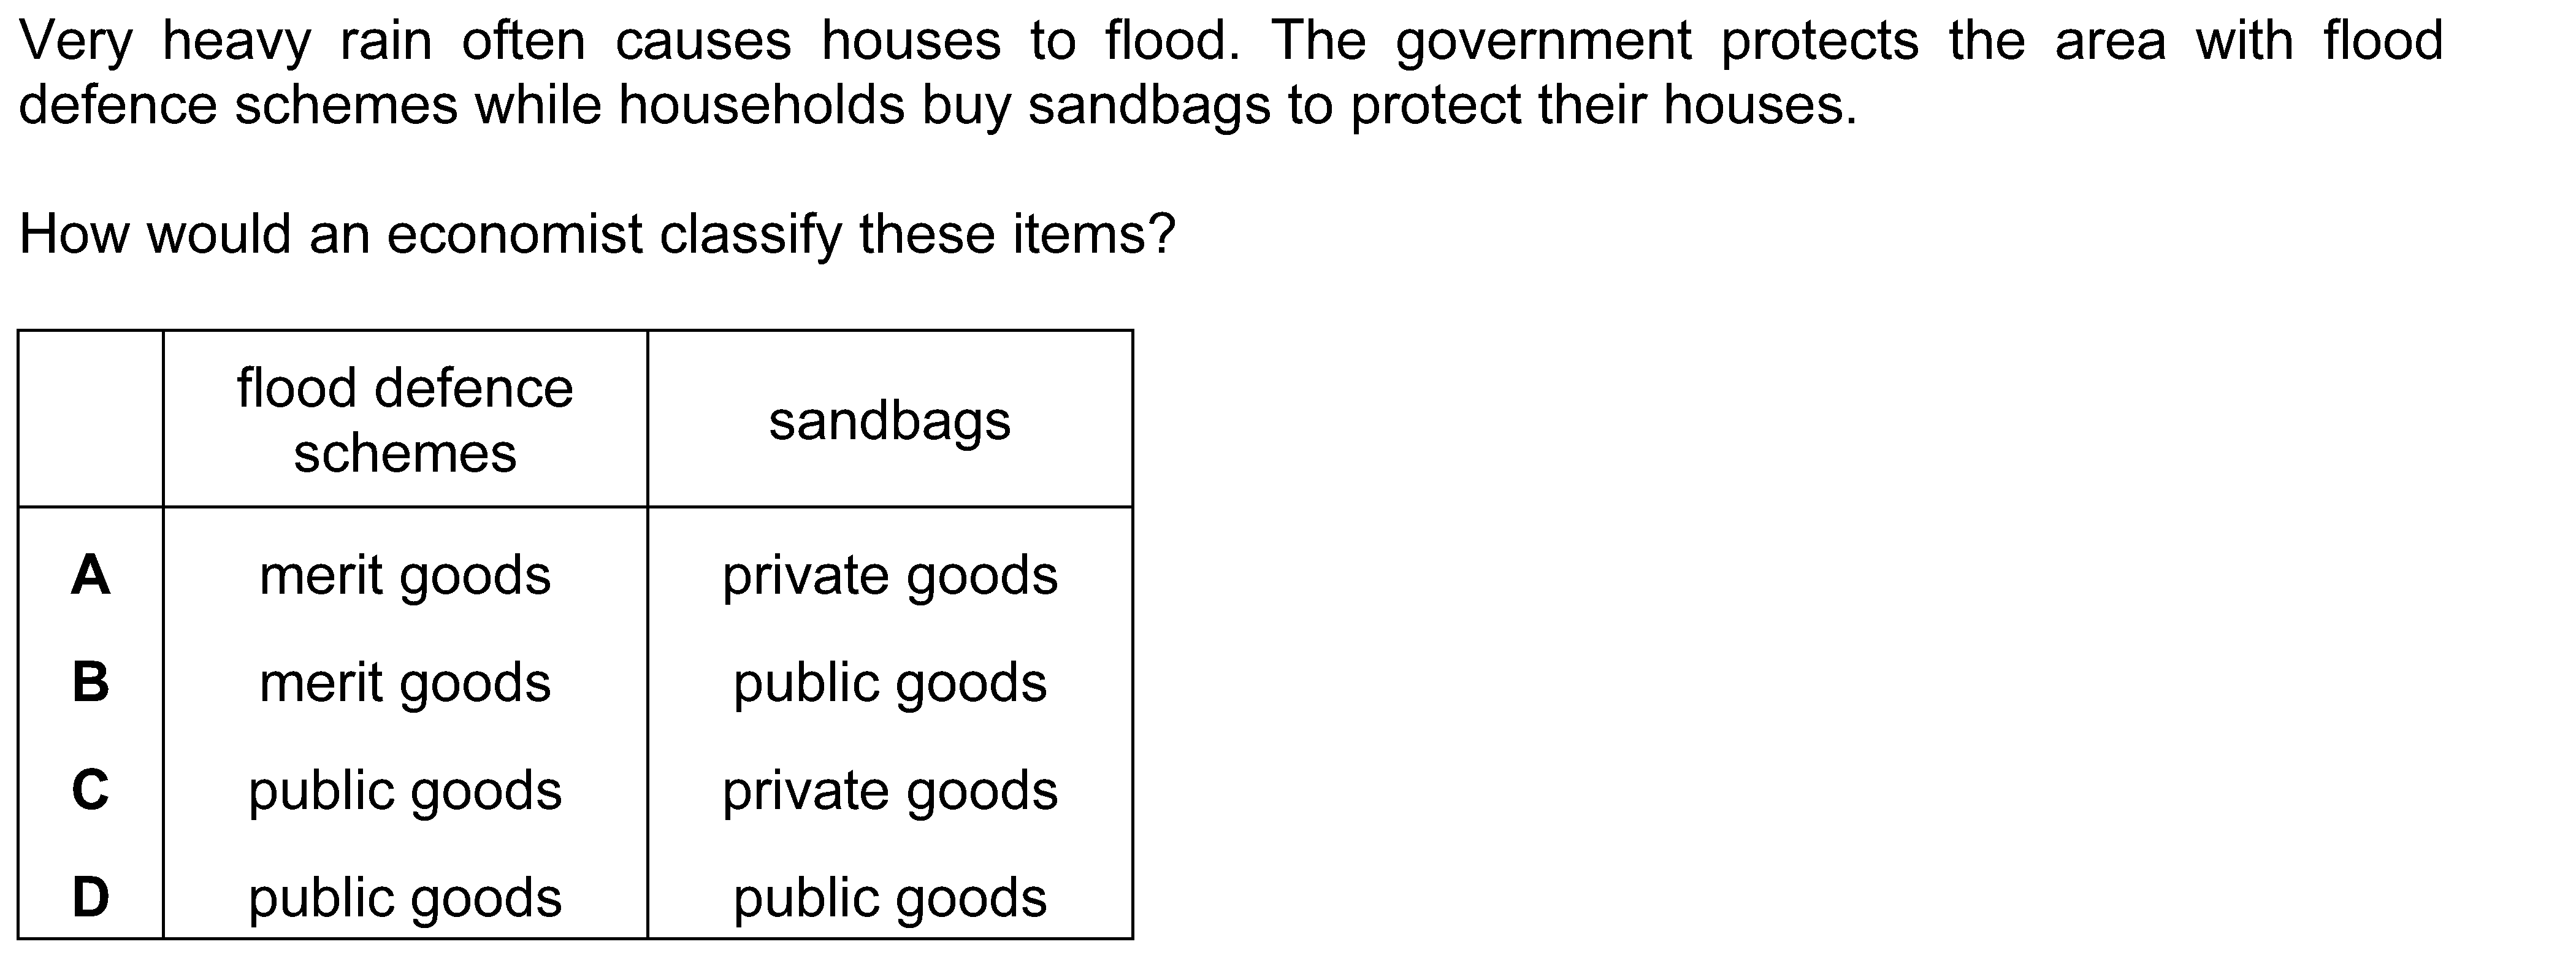 Very heavy rain often causes houses to flood. The government protects the area with flood
defence schemes while households buy sandbags to protect their houses.
How would an economist classify these items?
flood defence
schemes
sandbags
A merit goods private goods
B merit goods public goods
C public goods private goods
D public goods public goods